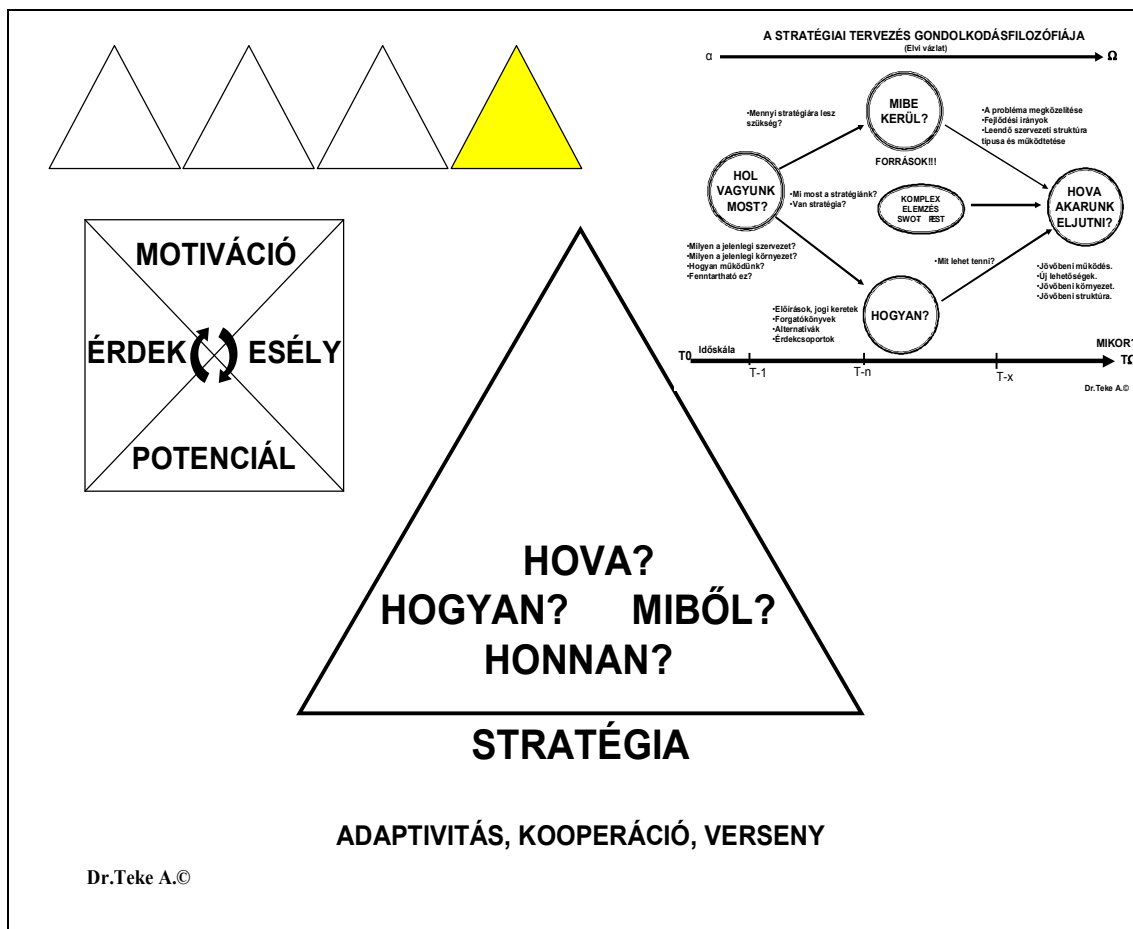 A STRATÉGIAI TERVEZÉS GONDOLKODÁSFILOZÓFIÁJA
(Elvi vázlat)
α
Ω
•Mennyi stratégiára lesz
szükség?
MIBE
KERÜL?
•A probléma megközelítése
•Fejlődési irányok
•Leendő szervezeti struktúra
típusa és működtetése
FORRÁSOK!!!
HOL
VAGYUNK
MOST?
•Mi most a stratégiánk?
•Van stratégia?
KOMPLEX
ELEMZÉS
SWOT- PEST
HOVA
AKARUNK
ELJUTNI?
•Milyen a jelenlegi szervezet?
•Milyen a jelenlegi környezet?
•Hogyan működünk?
•Fenntartható ez?
•Mit lehet tenni?
•Jövőbeni működés.
•Új lehetőségek.
•Jövőbeni környezet.
•Jövőbeni struktúra.
•Előírások, jogi keretek
•Forgatókönyvek
•Alternatívák
•Érdekcsoportok
HOGYAN?
MIKOR?
T0
Időskála
TΩ
T-1
T-n
T-x
Dr.Teke A.©
MOTIVÁCIÓ
ÉRDEK
ESÉLY
POTENCIÁL
HOVA?
HOGYAN? MIBŐL?
HONNAN?
STRATÉGIA
ADAPTIVITÁS, KOOPERÁCIÓ, VERSENY
Dr.Teke A.©